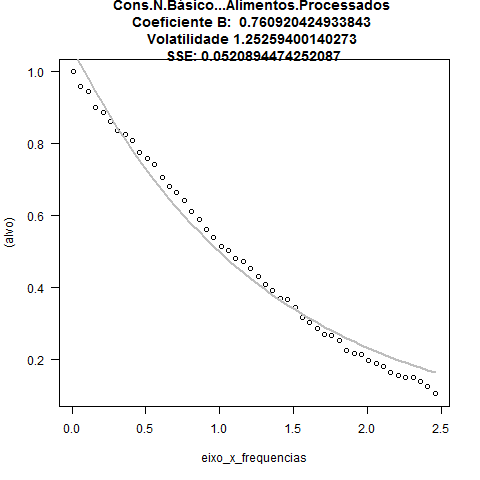 Cons.N.Básico...Alimentos.Processados
Coeficiente B:  0.760920424933843
Volatilidade 1.25259400140273
SSE: 0.0520894474252087
1.0
0.8
0.6
0.4
0.2
(alvo)
0.0 0.5 1.0 1.5 2.0 2.5
eixo_x_frequencias